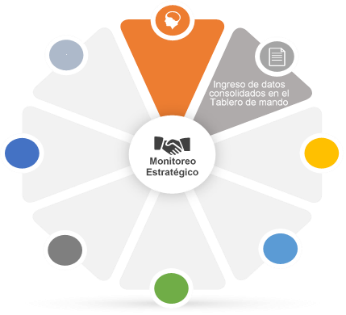 Ingreso de datos
consolidados en el
Tablero de mando
Monitoreo
Estratégico